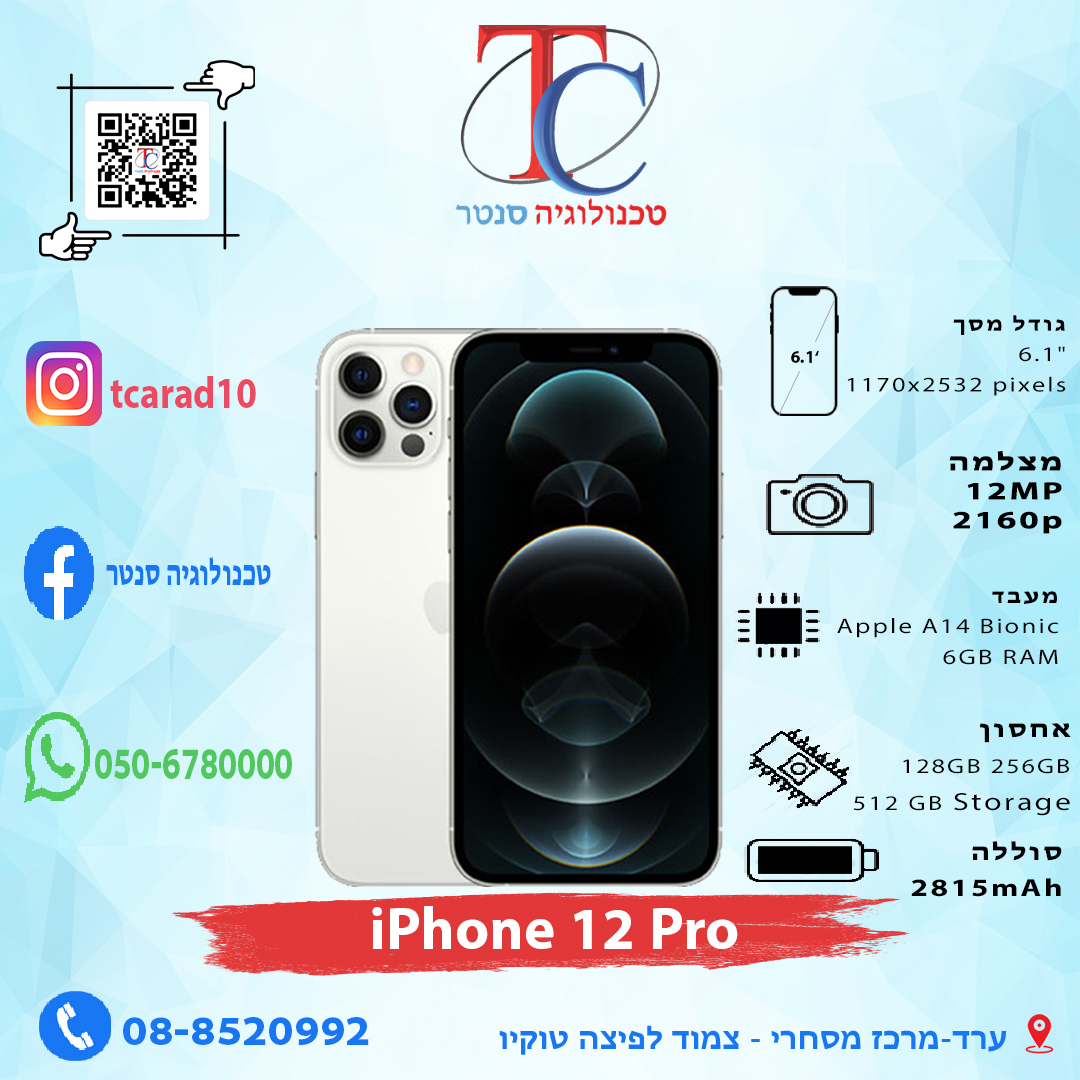 TC
טכנולוגיה סנטר
TC
tcarad10
טכנולוגיה סנטר
050-6780000
6.1‘
גודל מסך
6.1"
1170x2532 pixels
מצלמה
12MP
2160p
מעבד
Apple A14 Bionic
6GB RAM
אחסון
128GB 256GB
512 GB Storage
סוללה
2815mAh
iPhone 12 Pro
08-8520992
ערד-מרכז מסחרי - צמוד לפיצה טוקיו